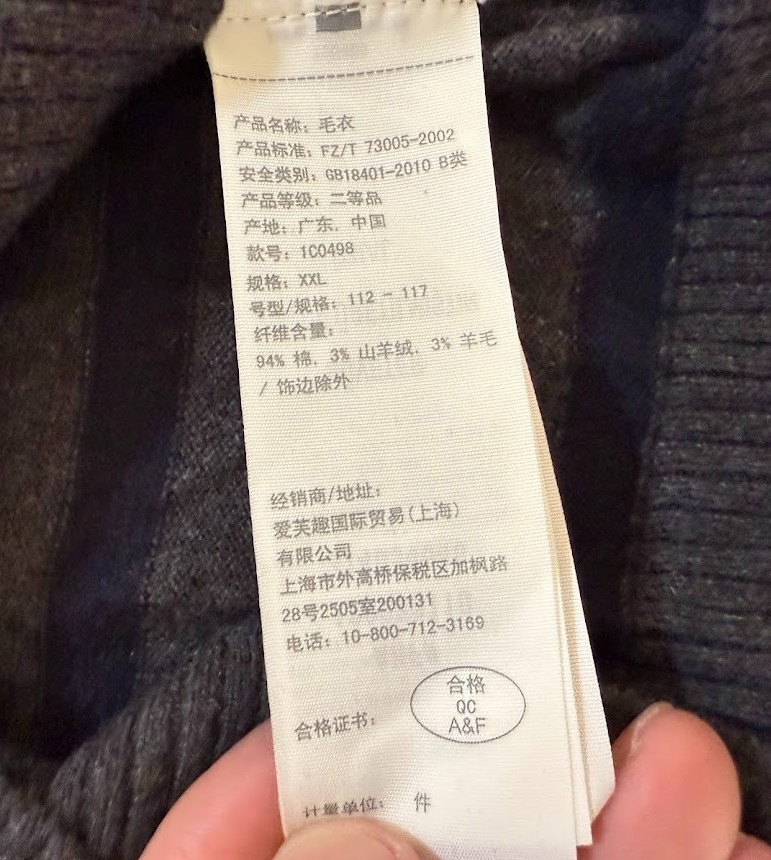 产品名称: 毛衣
产品标准: FZ/T 73005-2002
安全类别: GB18401-2010 B类
产品等级: 二等品
产地: 广东, 中国
款号: 1C0498
规格: XXL
号型/规格: 112 - 117
纤维含量:
94% 棉, 3% 山羊绒, 3% 羊毛
/ 饰边除外
经销商/地址:
爱芙趣国际贸易(上海)
有限公司
上海市外高桥保税区加枫路
28号2505室200131
电话: 10-800-712-3169
合格证书:
合格
QC
A&F
计量单位: 件